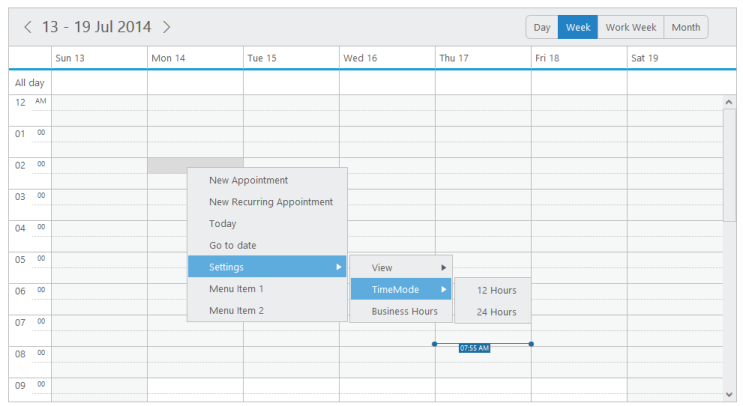 13 - 19 Jul 2014
Day Week Work Week Month
Sun 13 Mon 14 Tue 15 Wed 16 Thu 17 Fri 18 Sat 19
All day
12 AM
01 00
02 00
New Appointment
03 00
New Recurring Appointment
Today
04 00
Go to date
05 00
Settings View
06 00
Menu Item 1 TimeMode 12 Hours
Menu Item 2 Business Hours 24 Hours
07 00
07:55 AM
08 00
09 00